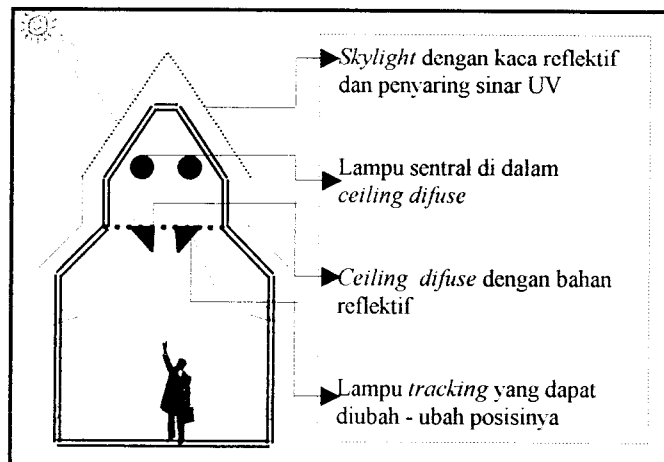 Skylight dengan kaca reflektif
dan penyaring sinar UV
Lampu sentral di dalam
ceiling difuse
Ceiling difuse dengan bahan
reflektif
Lampu tracking yang dapat
diubah - ubah posisinya